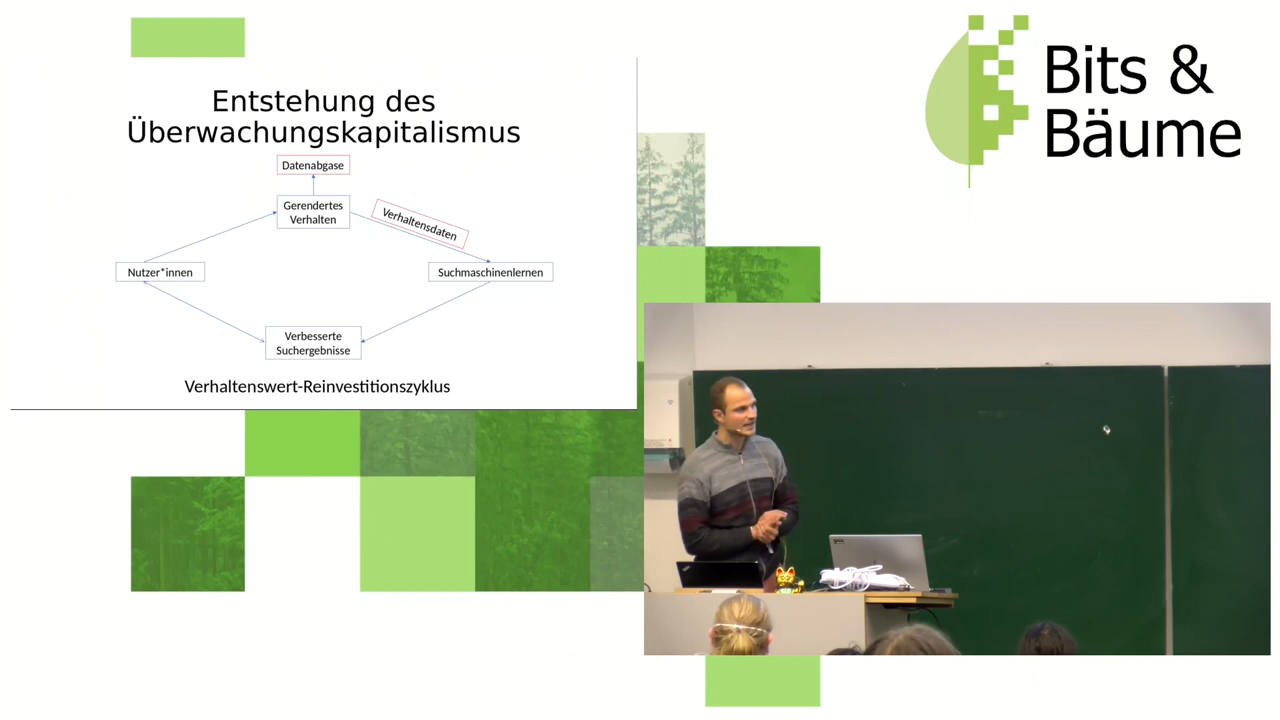 Entstehung des
Überwachungskapitalismus
Datenabgase
Gerendertes
Verhalten
Verhaltensdaten
Nutzer*innen
Suchmaschinenlernen
Verbesserte
Suchergebnisse
Verhaltenswert-Reinvestitionszyklus
Bits &
Bäume